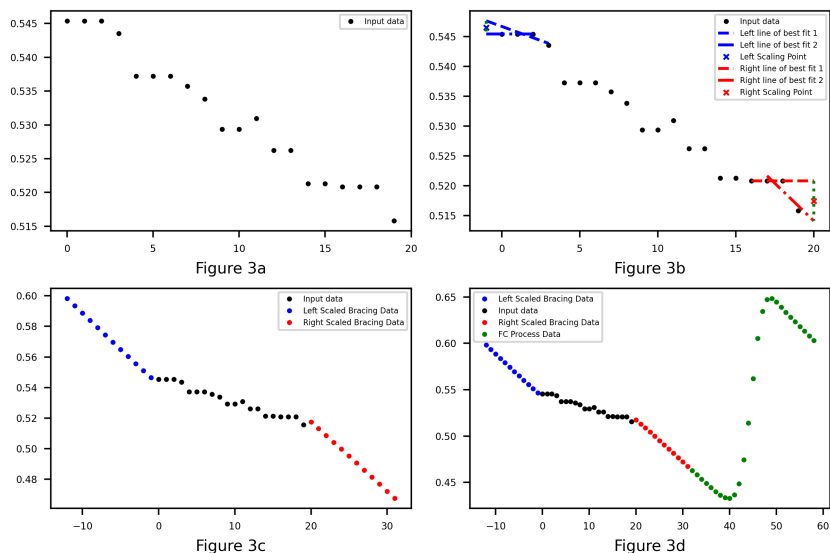 0.545
0.540
0.535
0.530
0.525
0.520
0.515
0
5
10
15
20
Input data
Figure 3a
0.545
0.540
0.535
0.530
0.525
0.520
0.515
0
5
10
15
20
Input data
Left line of best fit 1
Left line of best fit 2
Left Scaling Point
Right line of best fit 1
Right line of best fit 2
Right Scaling Point
Figure 3b
0.60
0.58
0.56
0.54
0.52
0.50
0.48
−10
0
10
20
30
Input data
Left Scaled Bracing Data
Right Scaled Bracing Data
Figure 3c
0.65
0.60
0.55
0.50
0.45
−10
0
10
20
30
40
50
60
Left Scaled Bracing Data
Input data
Right Scaled Bracing Data
FC Process Data
Figure 3d